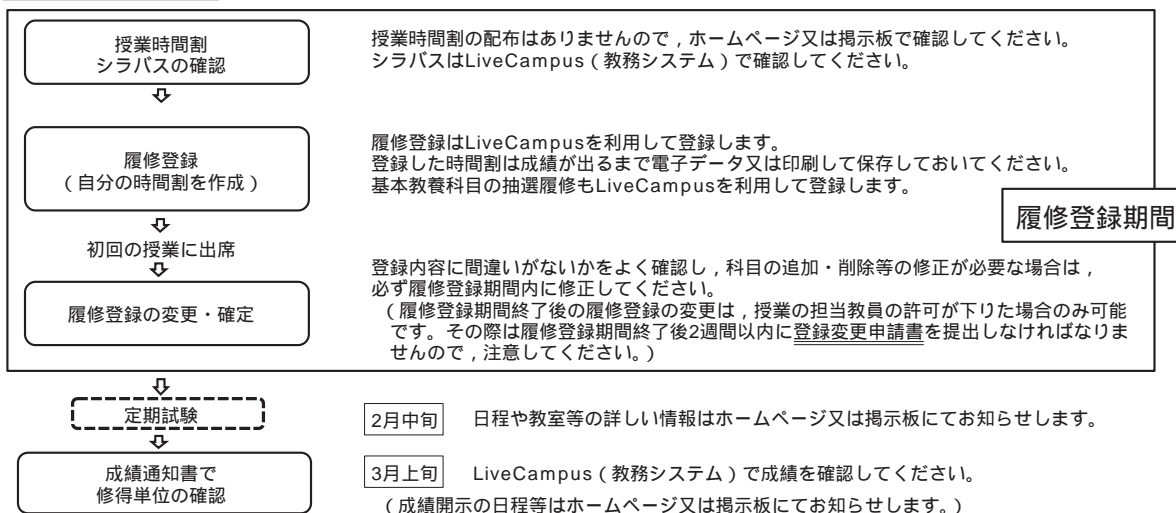 授業時間割
シラバスの確認
授業時間割の配布はありませんので，ホームページ又は掲示板で確認してください。
シラバスはLiveCampus（教務システム）で確認してください。
履修登録
（自分の時間割を作成）
履修登録はLiveCampusを利用して登録します。
登録した時間割は成績が出るまで電子データ又は印刷して保存しておいてください。
基本教養科目の抽選履修もLiveCampusを利用して登録します。
履修登録期間
初回の授業に出席
履修登録の変更・確定
登録内容に間違いがないかをよく確認し，科目の追加・削除等の修正が必要な場合は，
必ず履修登録期間内に修正してください。
（履修登録期間終了後の履修登録の変更は，授業の担当教員の許可が下りた場合のみ可能
です。その際は履修登録期間終了後2週間以内に登録変更申請書を提出しなければなりま
せんので，注意してください。）
定期試験
2月中旬 日程や教室等の詳しい情報はホームページ又は掲示板にてお知らせします。
成績通知書で
修得単位の確認
3月上旬 LiveCampus（教務システム）で成績を確認してください。
（成績開示の日程等はホームページ又は掲示板にてお知らせします。）